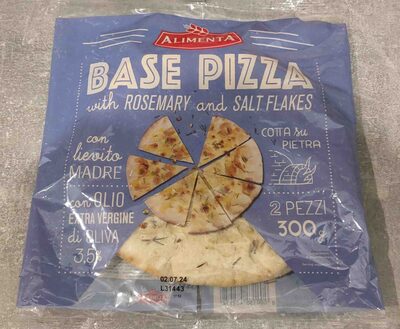 ALIMENTA
BASE PIZZA
with ROSEMARY and SALT FLAKES
con
lievito
MADRE
COTTA su
PIETRA
con OLIO
EXTRA VERGINE
di OLIVA
3,5%
2 PEZZI
300g
02.07.24
L31443